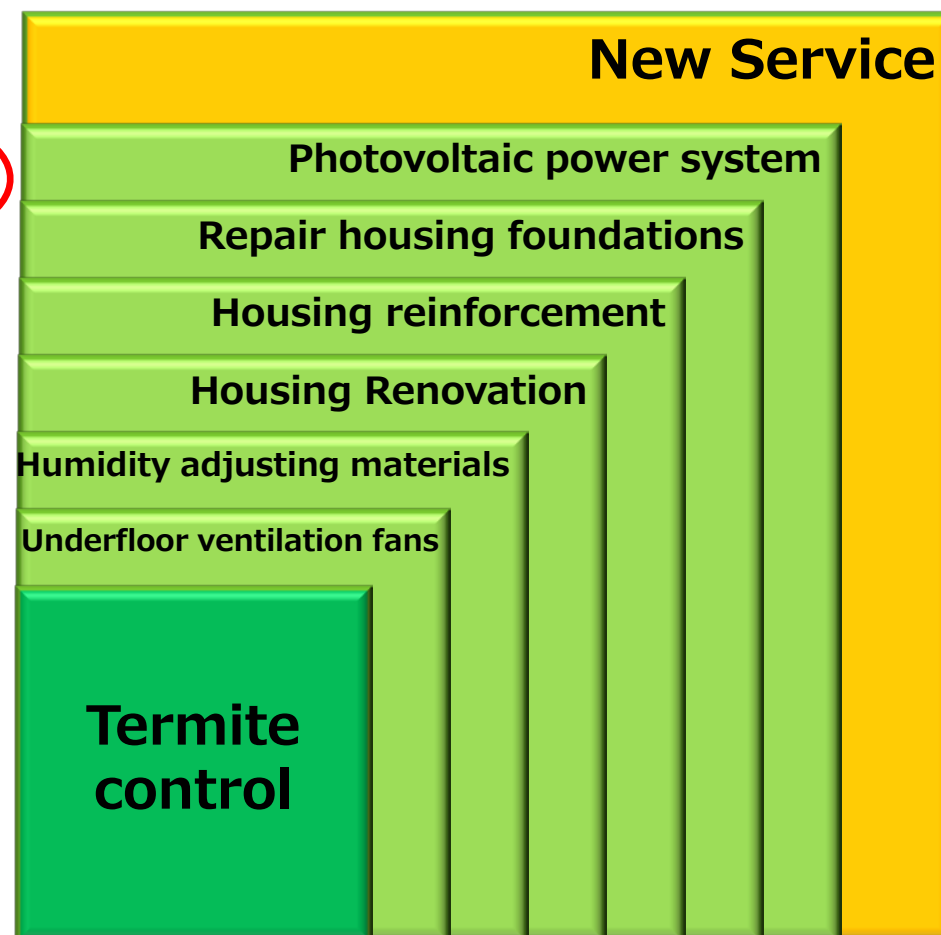 New Service
Photovoltaic power system
Repair housing foundations
Housing reinforcement
Housing Renovation
Humidity adjusting materials
Underfloor ventilation fans
Termite
control